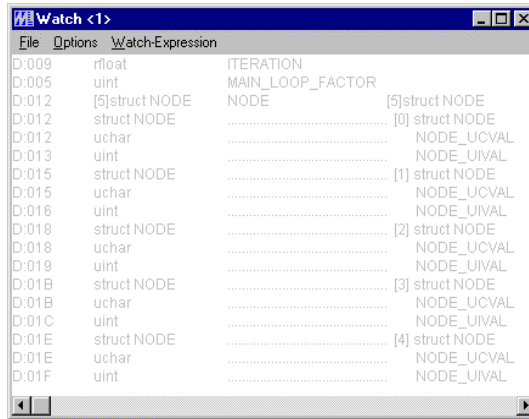 Watch <1>
File Options Watch-Expression
D:009 rfloat ITERATION
D:005 uint MAIN_LOOP_FACTOR
D:012 [5]struct NODE NODE [5]struct NODE
D:012 struct NODE ........................................ [0] struct NODE
D:012 uchar ........................................ NODE_UCVAL
D:013 uint ........................................ NODE_UIVAL
D:015 struct NODE ........................................ [1] struct NODE
D:015 uchar ........................................ NODE_UCVAL
D:016 uint ........................................ NODE_UIVAL
D:018 struct NODE ........................................ [2] struct NODE
D:018 uchar ........................................ NODE_UCVAL
D:019 uint ........................................ NODE_UIVAL
D:01B struct NODE ........................................ [3] struct NODE
D:01B uchar ........................................ NODE_UCVAL
D:01C uint ........................................ NODE_UIVAL
D:01E struct NODE ........................................ [4] struct NODE
D:01E uchar ........................................ NODE_UCVAL
D:01F uint ........................................ NODE_UIVAL